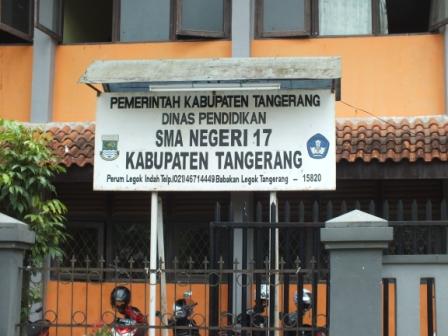 PEMERINTAH KABUPATEN TANGERANG
DINAS PENDIDIKAN
SMA NEGERI 17
KABUPATEN TANGERANG
Perum Legok Indah Telp.(021)46714449 Babakan Legok Tangerang – 15820